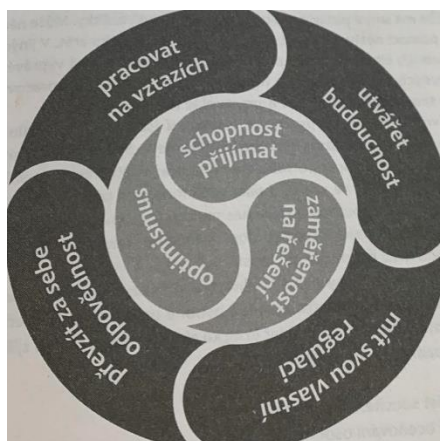 pracovat
na vztazích
utvářet
budoucnost
mít svou vlastní
regulaci
převzít za sebe
odpovědnost
schopnost
přijímat
zaměřenost
na řešení
optimismus